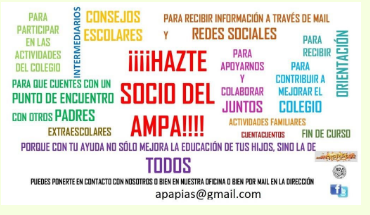 PARA
PARTICIPAR
EN LAS
ACTIVIDADES
DEL COLEGIO
INTERMEDIARIOS
CONSEJOS
ESCOLARES
PARA RECIBIR INFORMACIÓN A TRAVÉS DE MAIL
Y REDES SOCIALES
PARA QUE CUENTES CON UN
PUNTO DE ENCUENTRO
CON OTROS PADRES
EXTRAESCOLARES
¡¡¡¡HAZTE
SOCIO DEL
AMPA!!!!
PARA
APOYARNOS
Y
COLABORAR
JUNTOS
PARA
RECIBIR
ORIENTACIÓN
PARA
CONTRIBUIR A
MEJORAR EL
COLEGIO
ACTIVIDADES FAMILIARES
CUENTACUENTOS
FIN DE CURSO
PORQUE CON TU AYUDA NO SÓLO MEJORA LA EDUCACIÓN DE TUS HIJOS, SINO LA DE
TODOS
PUEDES PONERTE EN CONTACTO CON NOSOTROS O BIEN EN NUESTRA OFICINA O BIEN POR MAIL EN LA DIRECCIÓN
apapias@gmail.com